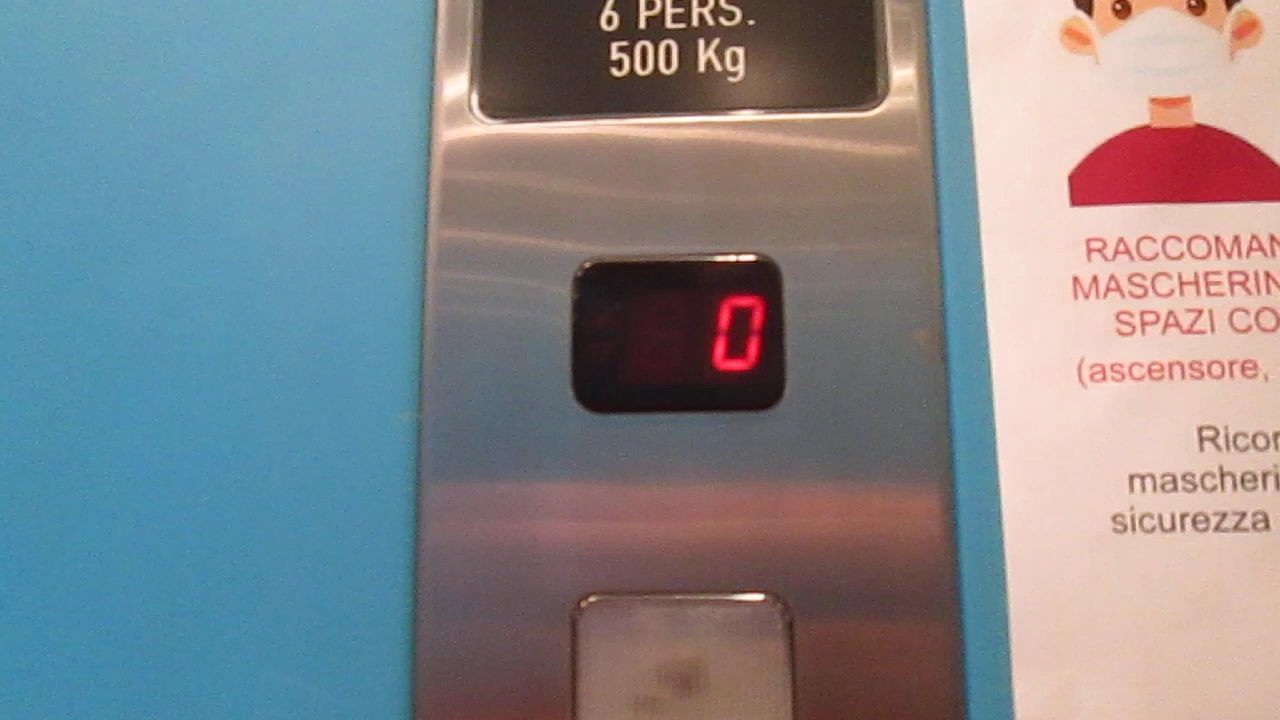 6 PERS.
500 Kg
0
RACCOMAN
MASCHERIN
SPAZI CO
(ascensore,
Ricor
mascheri
sicurezza